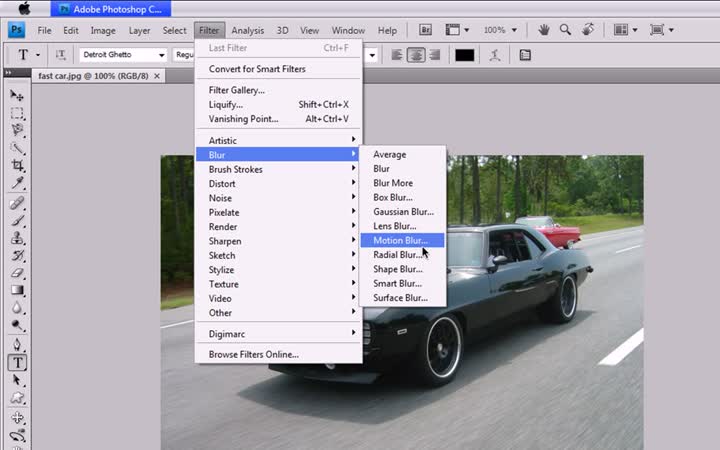 Adobe Photoshop C...
Ps File Edit Image Layer Select Filter Analysis 3D View Window Help Br 100%
T Detroit Ghetto Regu
fast car.jpg @ 100% (RGB/8) ×
Last Filter Ctrl+F
Convert for Smart Filters
Filter Gallery...
Liquify... Shift+Ctrl+X
Vanishing Point... Alt+Ctrl+V
Artistic
Blur
Brush Strokes
Distort
Noise
Pixelate
Render
Sharpen
Sketch
Stylize
Texture
Video
Other
Digimarc
Browse Filters Online...
Average
Blur
Blur More
Box Blur...
Gaussian Blur...
Lens Blur...
Motion Blur...
Radial Blur...
Shape Blur...
Smart Blur...
Surface Blur...